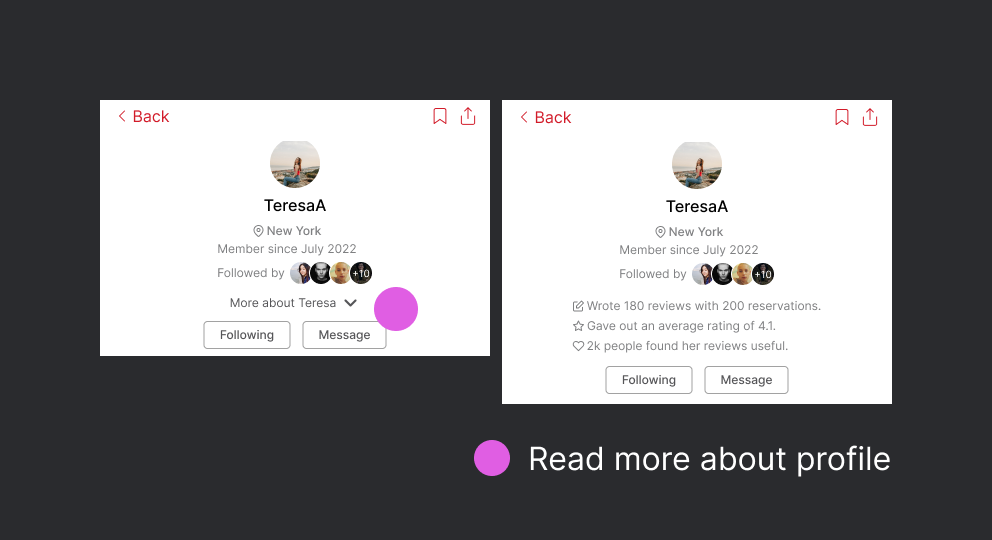 Back
TeresaA
New York
Member since July 2022
Followed by +10
More about Teresa
Following Message
Back
TeresaA
New York
Member since July 2022
Followed by +10
Wrote 180 reviews with 200 reservations.
Gave out an average rating of 4.1.
2k people found her reviews useful.
Following Message
Read more about profile